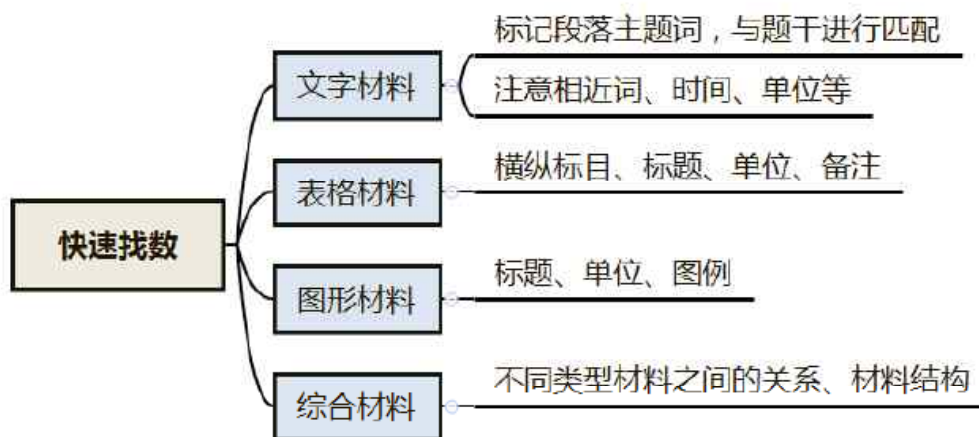 快速找数
文字材料
标记段落主题词，与题干进行匹配
注意相近词、时间、单位等
表格材料
横纵标目、标题、单位、备注
图形材料
标题、单位、图例
综合材料
不同类型材料之间的关系、材料结构